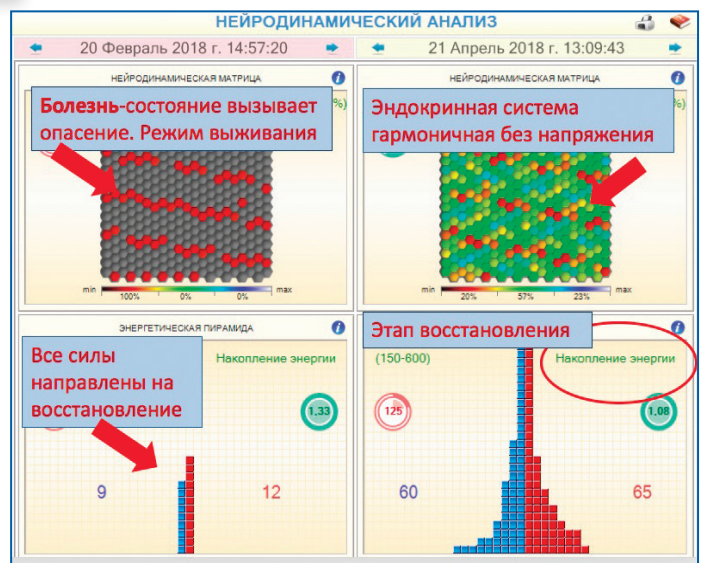 НЕЙРОДИНАМИЧЕСКИЙ АНАЛИЗ
20 Февраль 2018 г. 14:57:20
21 Апрель 2018 г. 13:09:43
НЕЙРОДИНАМИЧЕСКАЯ МАТРИЦА
Болезнь-состояние вызывает
опасение. Режим выживания
%)
min 100% 0% 0% max
НЕЙРОДИНАМИЧЕСКАЯ МАТРИЦА
Эндокринная система
гармоничная без напряжения
%)
min 20% 57% 23% max
ЭНЕРГЕТИЧЕСКАЯ ПИРАМИДА
Все силы
направлены на
восстановление
Накопление энергии
1.33
9
12
Этап восстановления
(150-600)
Накопление энергии
125
1.08
60
65